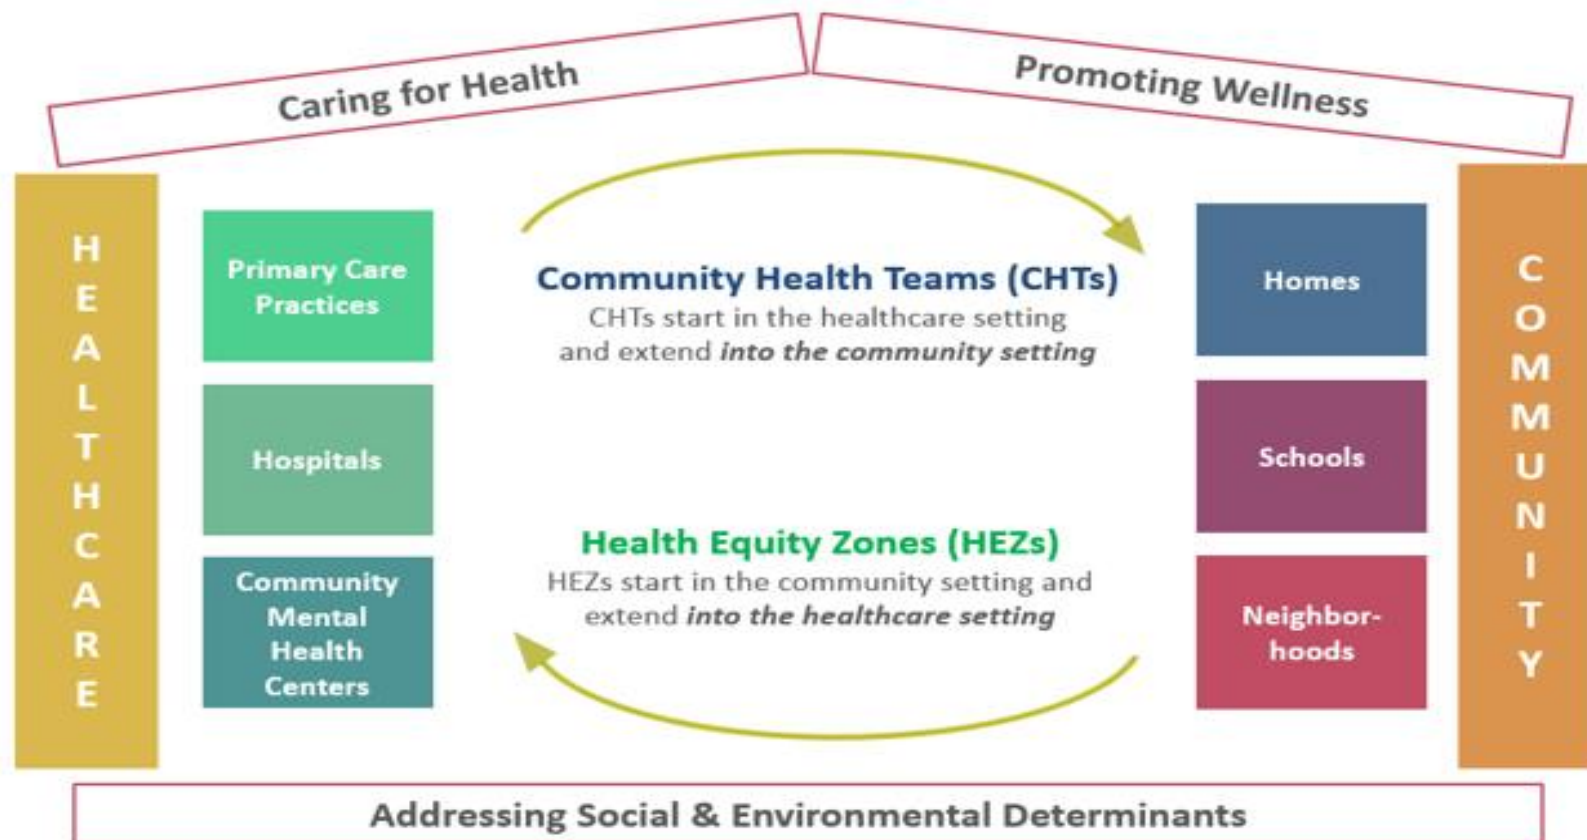 Caring for Health
Promoting Wellness
HEALTHCARE
Primary Care
Practices
Hospitals
Community
Mental
Health
Centers
Community Health Teams (CHTs)
CHTs start in the healthcare setting
and extend into the community setting
Health Equity Zones (HEZs)
HEZs start in the community setting and
extend into the healthcare setting
Homes
Schools
Neighbor-
hoods
COMMUNITY
Addressing Social & Environmental Determinants